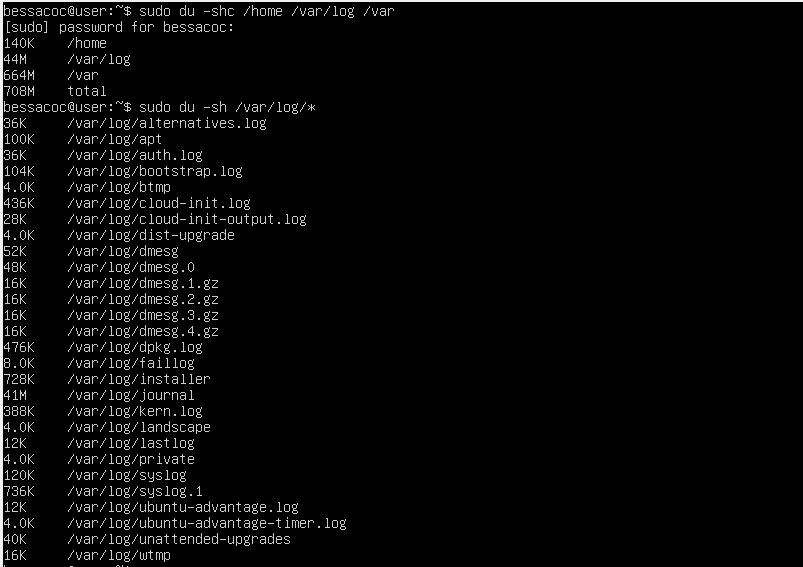 bessacoc@user:~$ sudo du -shc /home /var/log /var
[sudo] password for bessacoc:
140K /home
44M /var/log
664M /var
708M total
bessacoc@user:~$ sudo du -sh /var/log/*
36K /var/log/alternatives.log
100K /var/log/apt
36K /var/log/auth.log
104K /var/log/bootstrap.log
4.0K /var/log/btmp
436K /var/log/cloud-init.log
28K /var/log/cloud-init-output.log
4.0K /var/log/dist-upgrade
52K /var/log/dmesg
48K /var/log/dmesg.0
16K /var/log/dmesg.1.gz
16K /var/log/dmesg.2.gz
16K /var/log/dmesg.3.gz
16K /var/log/dmesg.4.gz
476K /var/log/dpkg.log
8.0K /var/log/faillog
728K /var/log/installer
41M /var/log/journal
388K /var/log/kern.log
4.0K /var/log/landscape
12K /var/log/lastlog
4.0K /var/log/private
120K /var/log/syslog
736K /var/log/syslog.1
12K /var/log/ubuntu-advantage.log
4.0K /var/log/ubuntu-advantage-timer.log
40K /var/log/unattended-upgrades
16K /var/log/wtmp